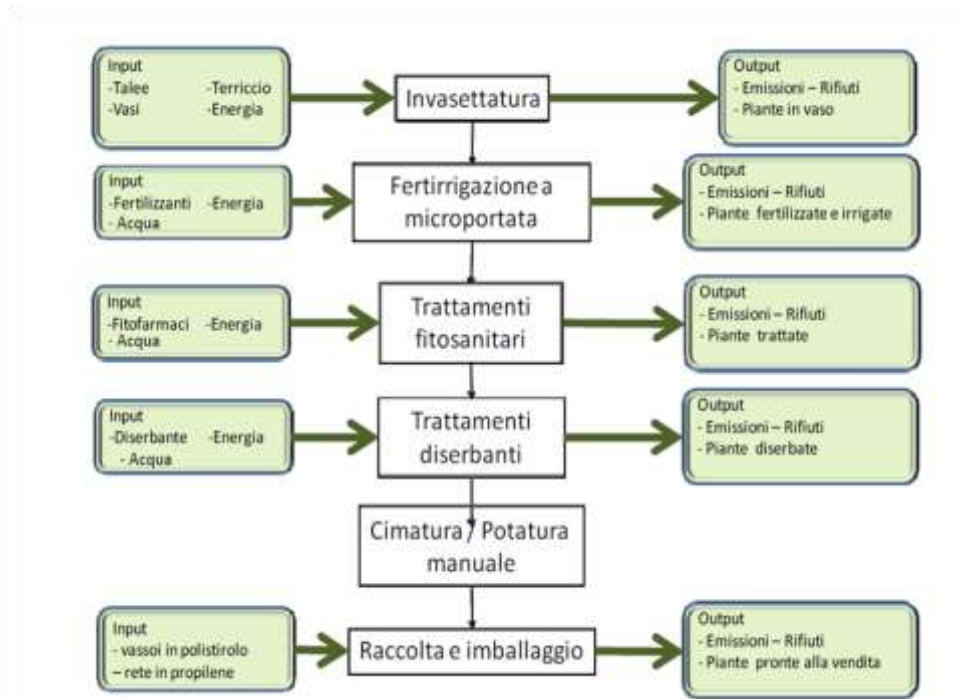 Input
-Talee -Terriccio
-Vasi -Energia
Invasettatura
Output
- Emissioni – Rifiuti
- Piante in vaso
Input
-Fertilizzanti -Energia
- Acqua
Fertirrigazione a
microportata
Output
- Emissioni – Rifiuti
- Piante fertilizzate e irrigate
Input
-Fitofarmaci -Energia
- Acqua
Trattamenti
fitosanitari
Output
- Emissioni – Rifiuti
- Piante trattate
Input
-Diserbante -Energia
- Acqua
Trattamenti
diserbanti
Output
- Emissioni – Rifiuti
- Piante diserbate
Cimatura / Potatura
manuale
Input
- vassoi in polistirolo
– rete in propilene
Raccolta e imballaggio
Output
- Emissioni – Rifiuti
- Piante pronte alla vendita